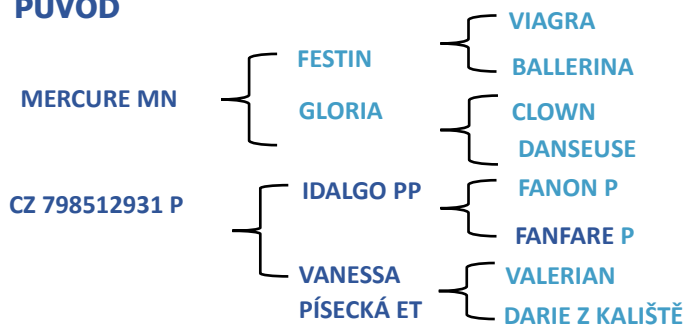 PŮVOD
VIAGRA
FESTIN
BALLERINA
MERCURE MN
GLORIA
CLOWN
DANSEUSE
IDALGO PP
FANON P
CZ 798512931 P
FANFARE P
VANESSA
PÍSECKÁ ET
VALERIAN
DARIE Z KALIŠTĚ